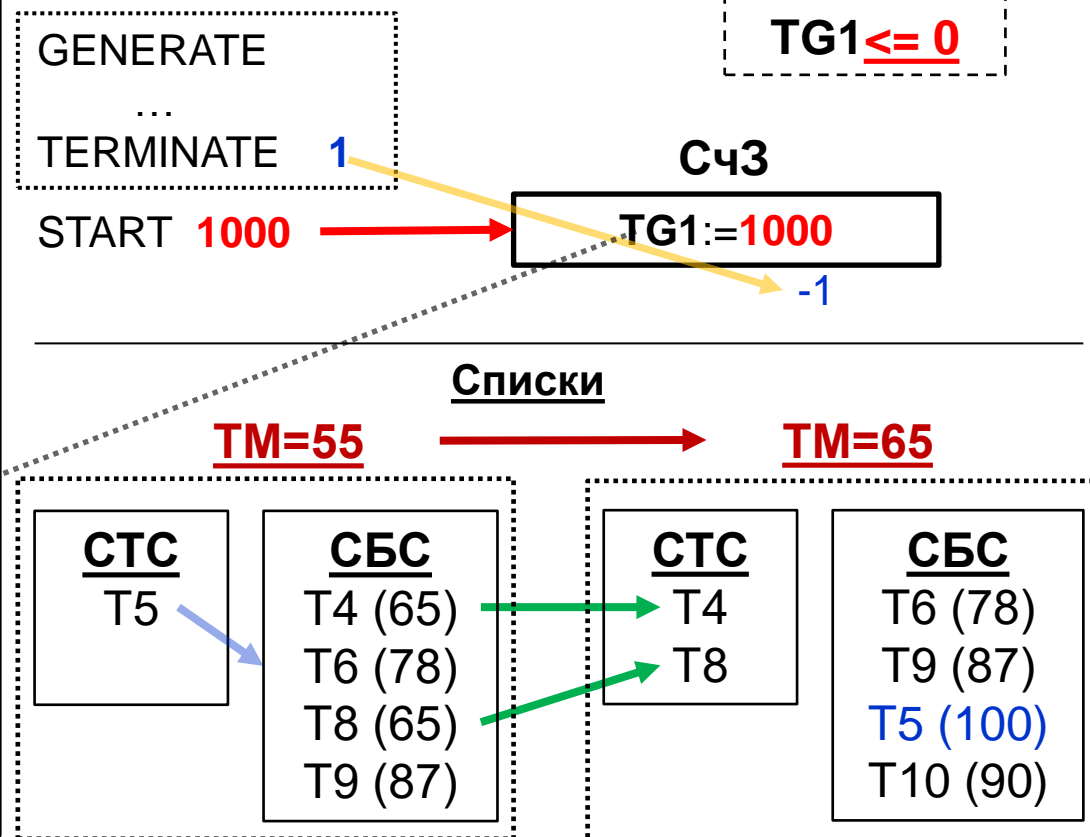 GENERATE
…
TERMINATE 1
TG1<= 0
СчЗ
START 1000
TG1:=1000
-1
Списки
TM=55
TM=65
СТС
T5
СБС
T4 (65)
T6 (78)
T8 (65)
T9 (87)
СТС
T4
T8
СБС
T6 (78)
T9 (87)
T5 (100)
T10 (90)